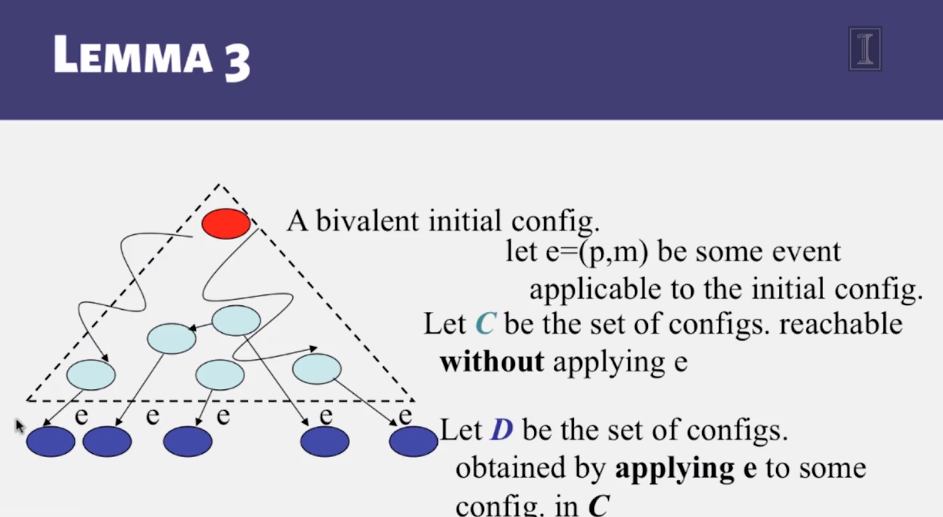 LEMMA 3
I
A bivalent initial config.
let e=(p,m) be some event
applicable to the initial config.
Let C be the set of configs. reachable
without applying e
e e e e e
Let D be the set of configs.
obtained by applying e to some
config. in C